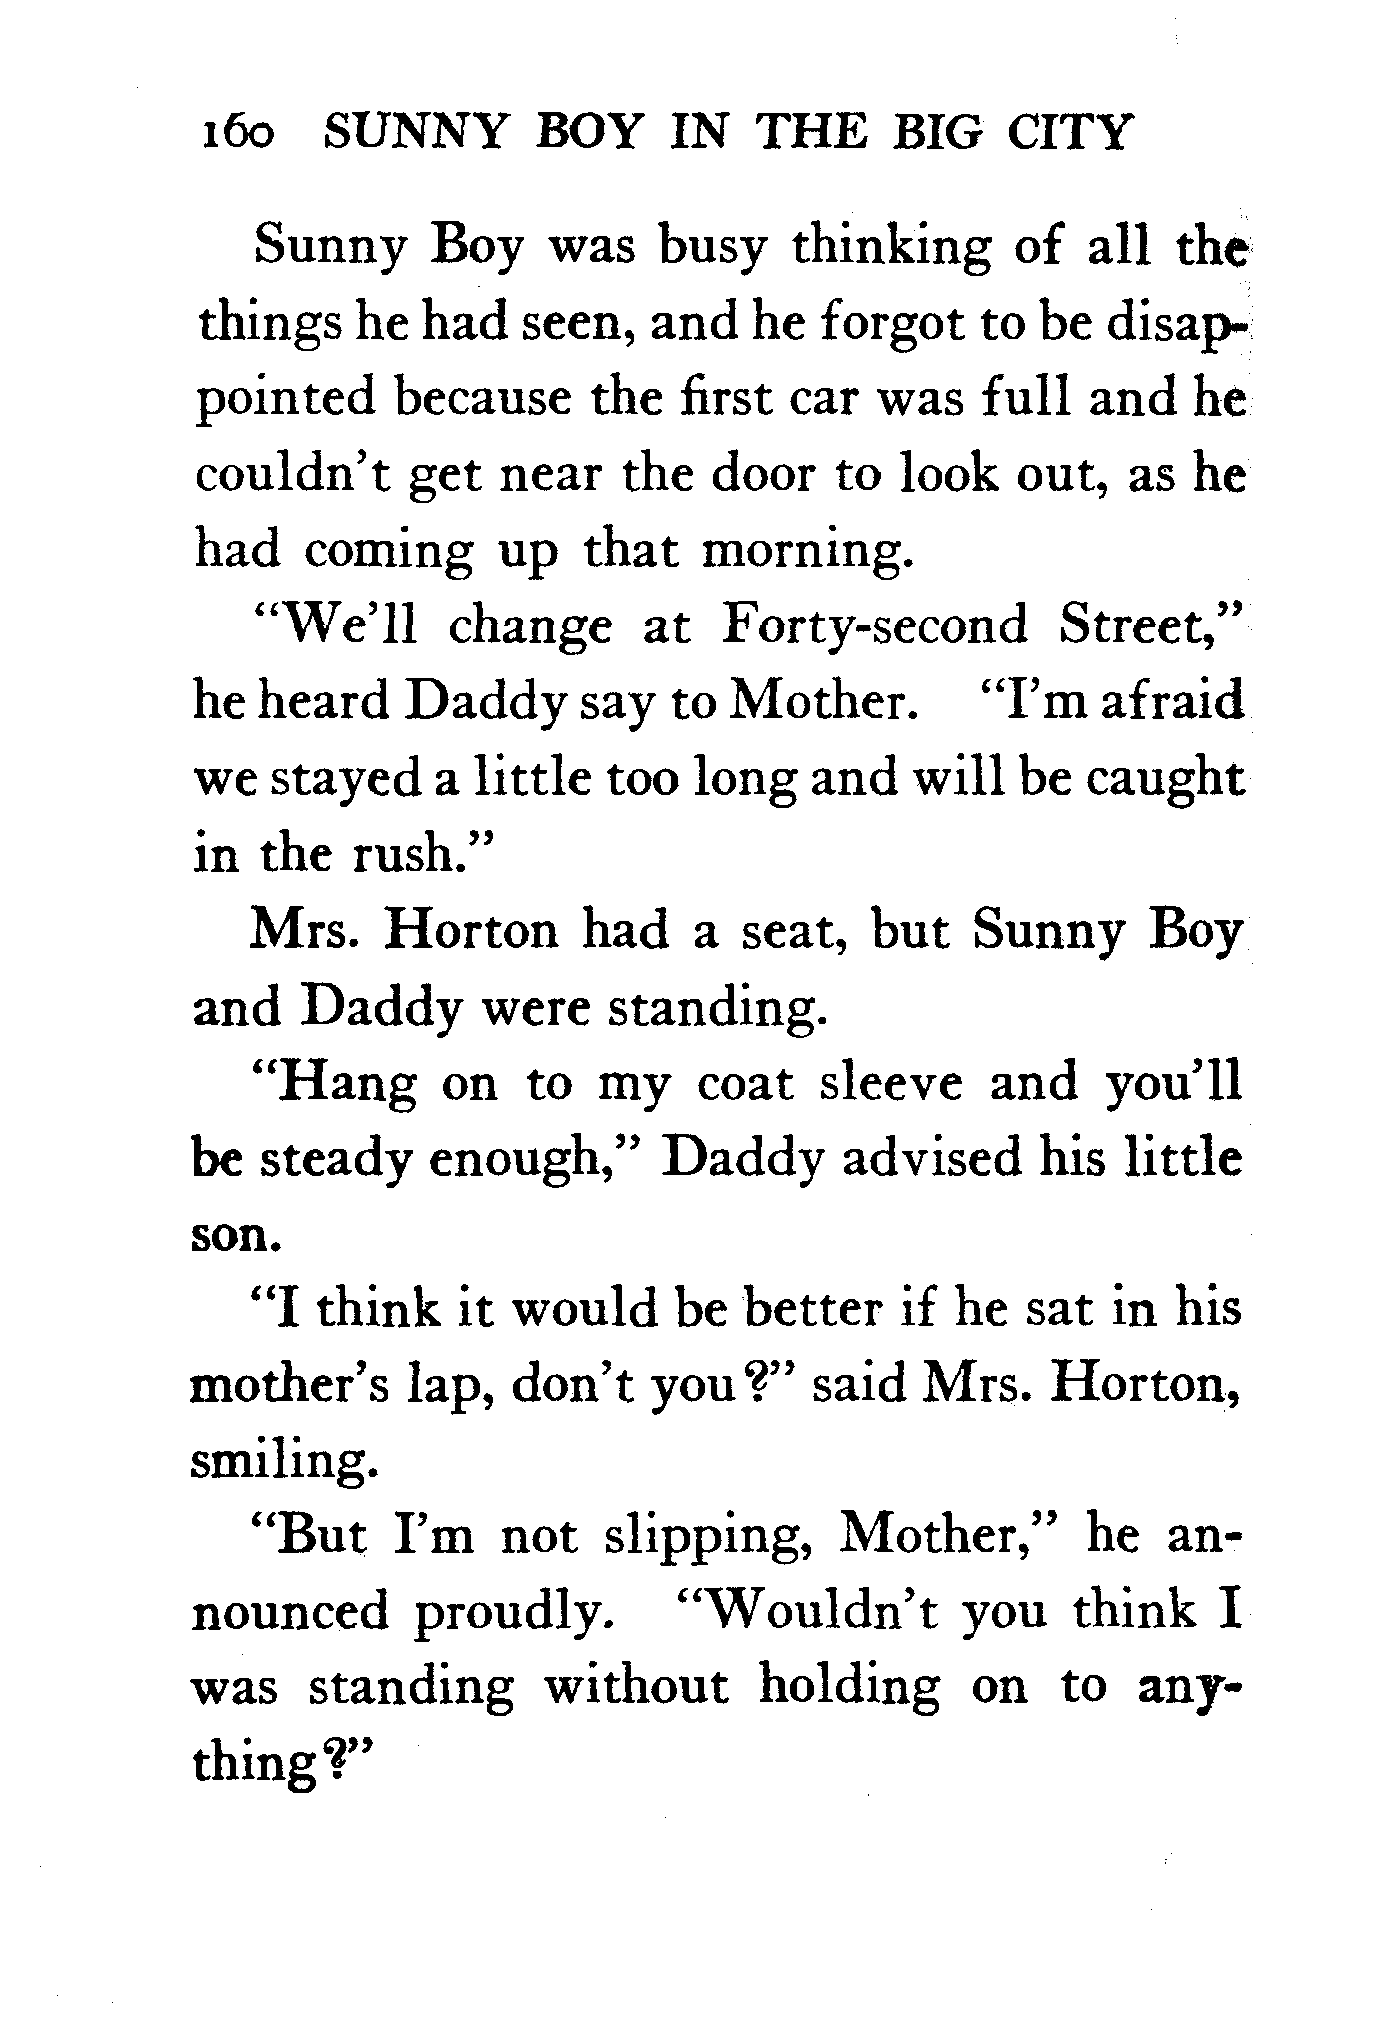 160 SUNNY BOY IN THE BIG CITY
Sunny Boy was busy thinking of all the
things he had seen, and he forgot to be disap-
pointed because the first car was full and he
couldn't get near the door to look out, as he
had coming up that morning.
"We'll change at Forty-second Street,"
he heard Daddy say to Mother. "I'm afraid
we stayed a little too long and will be caught
in the rush."
Mrs. Horton had a seat, but Sunny Boy
and Daddy were standing.
"Hang on to my coat sleeve and you'll
be steady enough," Daddy advised his little
son.
"I think it would be better if he sat in his
mother's lap, don't you?" said Mrs. Horton,
smiling.
"But I'm not slipping, Mother," he an-
nounced proudly. "Wouldn't you think I
was standing without holding on to any-
thing?"